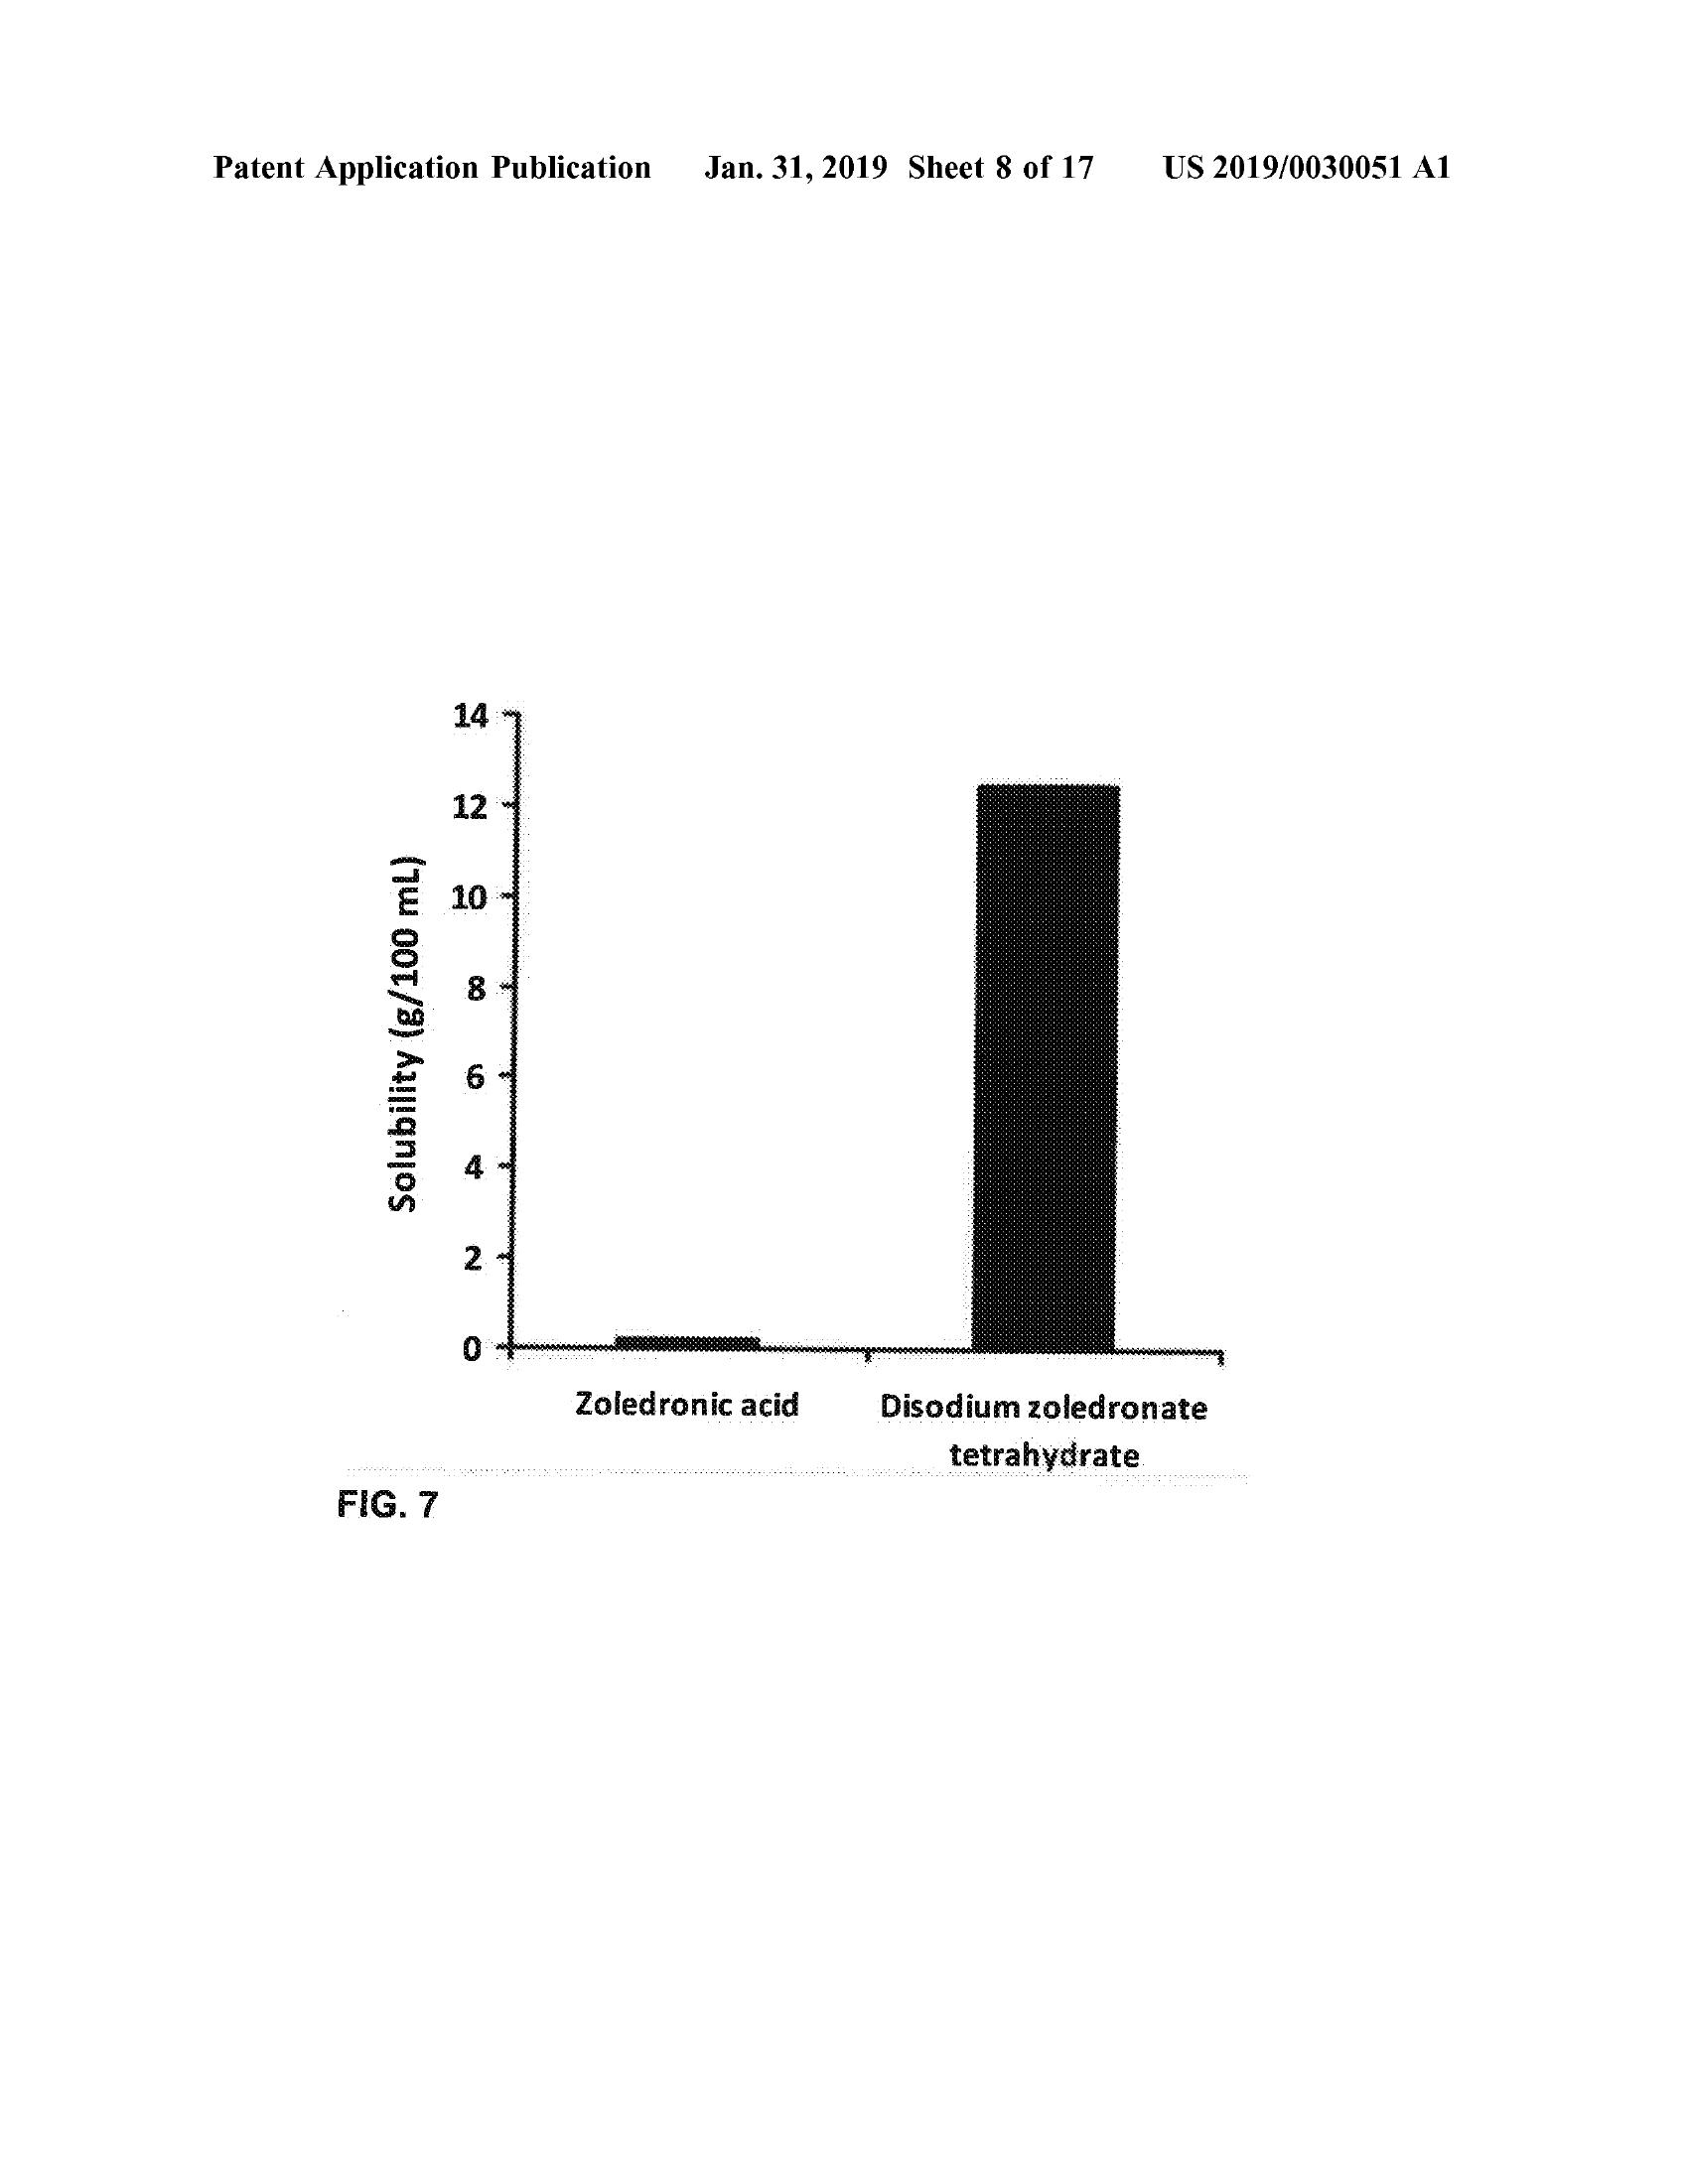 Patent Application Publication Jan. 31, 2019 Sheet 8 of 17 US 2019/0030051 A1
14
12
10
8
6
4
2
0
Solubility (g/100 mL)
Zoledronic acid
Disodium zoledronate
tetrahydrate
FIG. 7